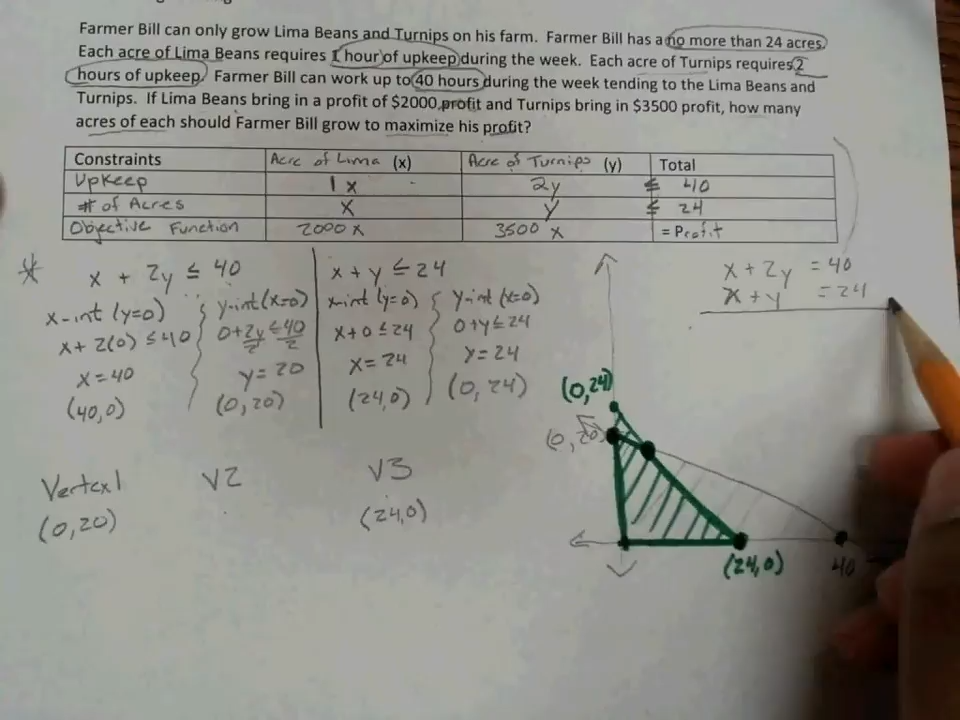 Farmer Bill can only grow Lima Beans and Turnips on his farm. Farmer Bill has a no more than 24 acres.
Each acre of Lima Beans requires 1 hour of upkeep during the week. Each acre of Turnips requires 2
hours of upkeep. Farmer Bill can work up to 40 hours during the week tending to the Lima Beans and
Turnips. If Lima Beans bring in a profit of $2000 profit and Turnips bring in $3500 profit, how many
acres of each should Farmer Bill grow to maximize his profit?
Constraints Acre of Lima (x) Acre of Turnips (y) Total
Upkeep 1x 2y ≤ 40
# of Acres x y ≤ 24
Objective Function 2000x 3500x = Profit
x + 2y ≤ 40
x-int (y=0)
x + 2(0) ≤ 40
x = 40
(40,0)
y-int (x=0)
0 + 2y ≤ 40
2 2
y = 20
(0,20)
x + y ≤ 24
x-int (y=0)
x + 0 ≤ 24
x = 24
(24,0)
y-int (x=0)
0 + y ≤ 24
y = 24
(0,24)
x + 2y = 40
x + y = 24
(0,24)
(0,20)
(24,0)
40
Vertex 1 V2 V3
(0,20) (24,0)